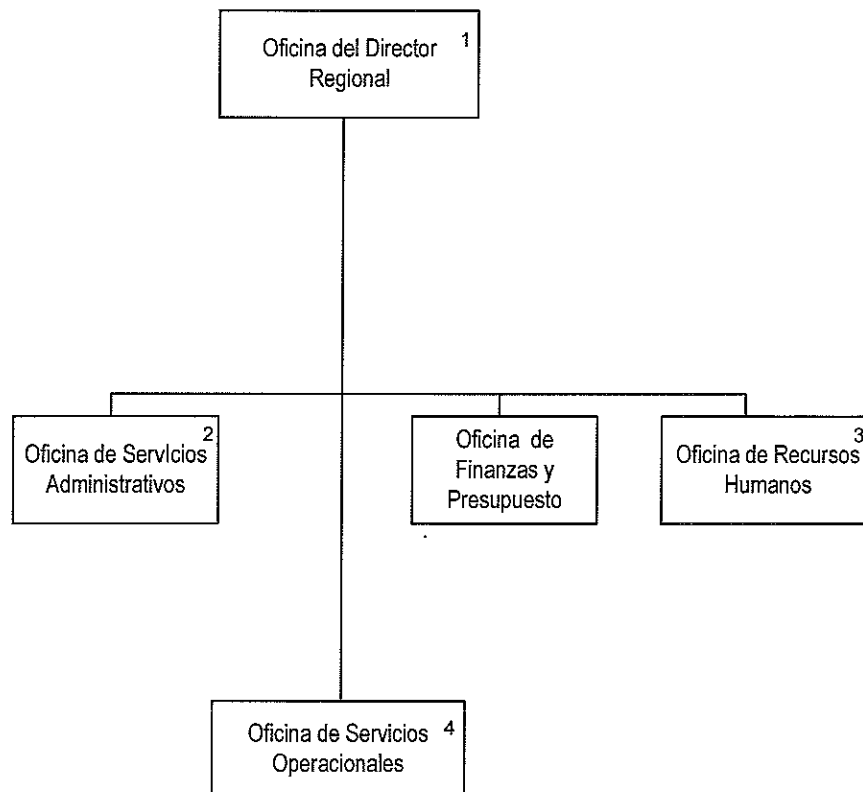 Oficina del Director 1
Regional
Oficina de Servicios 2
Administrativos
Oficina de
Finanzas y
Presupuesto
Oficina de Recursos 3
Humanos
Oficina de Servicios 4
Operacionales